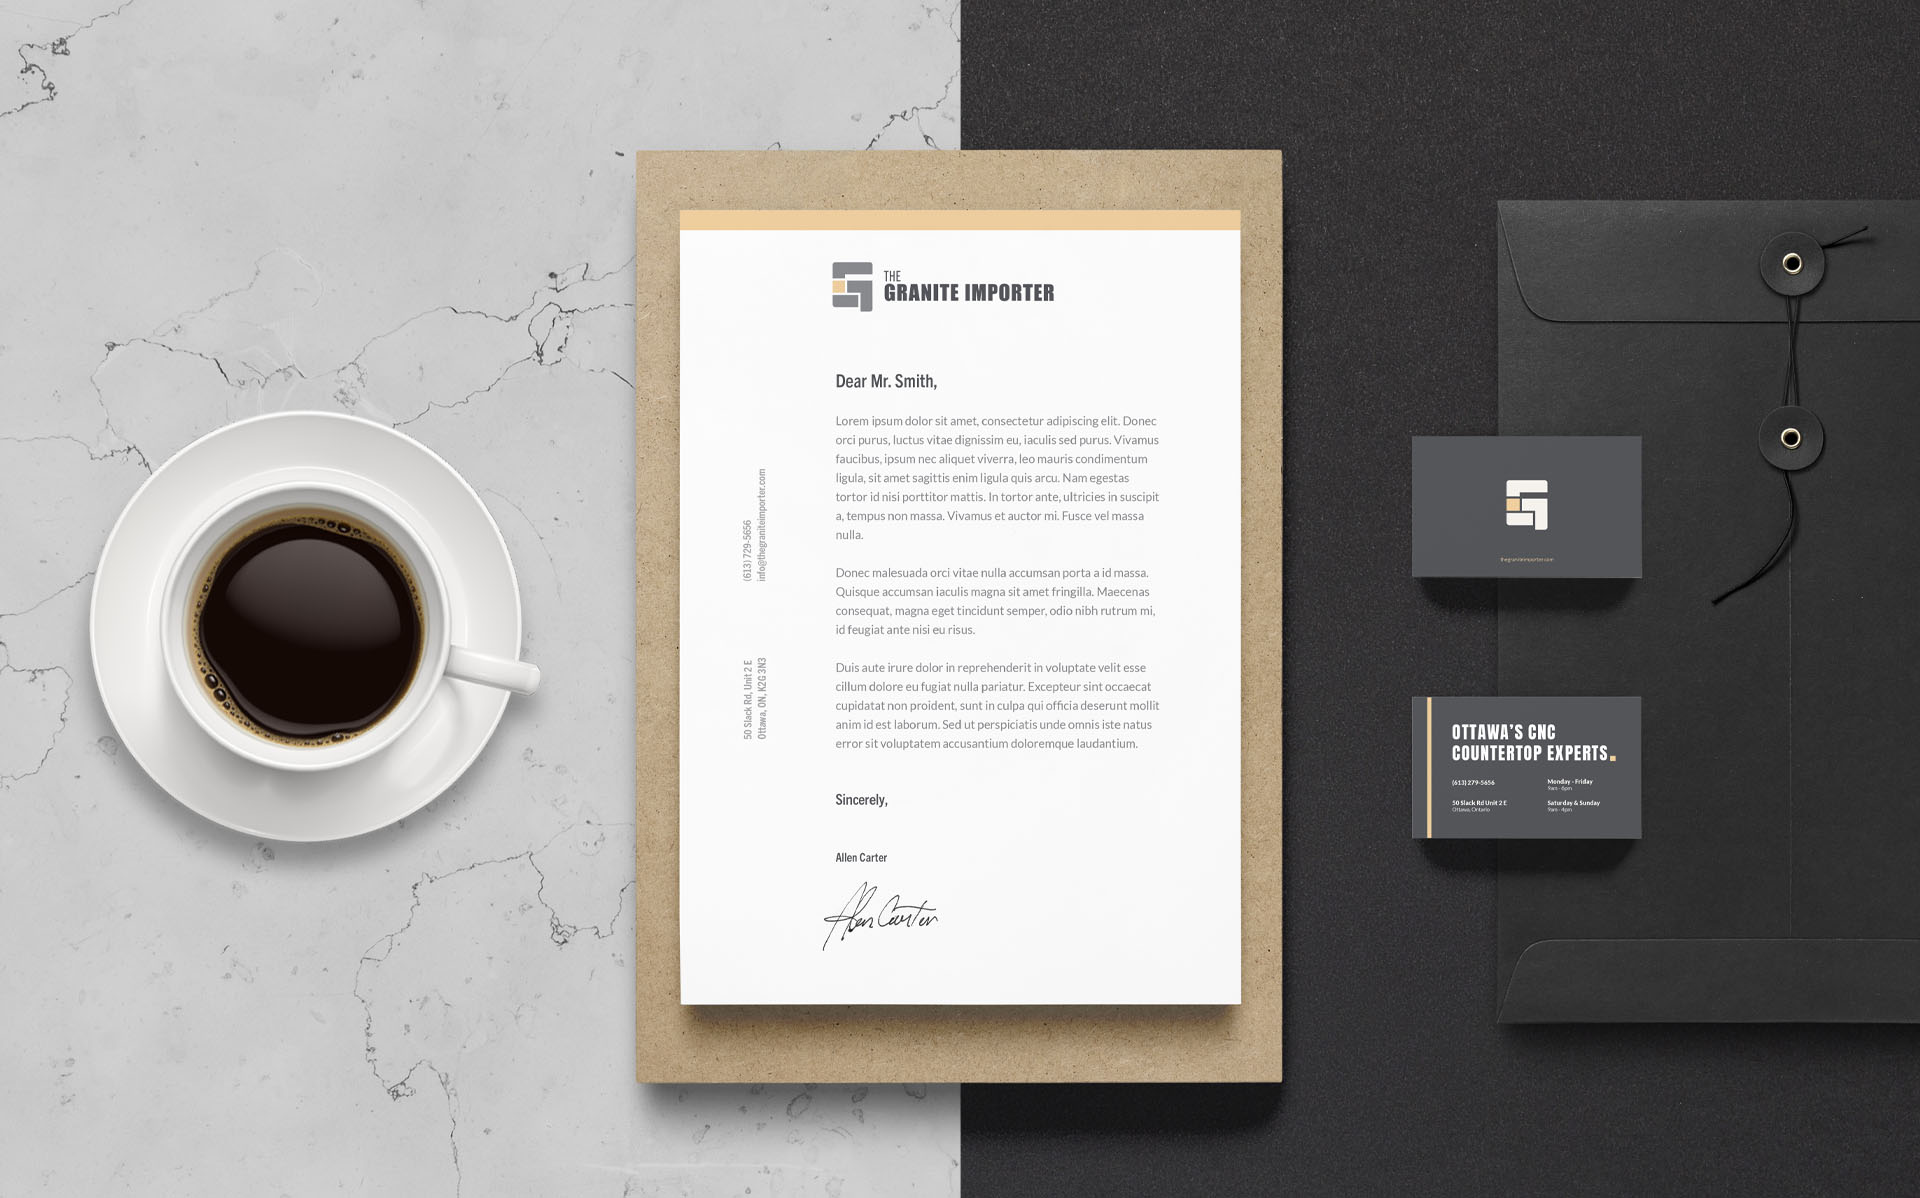 THE
GRANITE IMPORTER
Dear Mr. Smith,
Lorem ipsum dolor sit amet, consectetur adipiscing elit. Donec
orci purus, luctus vitae dignissim eu, iaculis sed purus. Vivamus
faucibus, ipsum nec aliquet viverra, leo mauris condimentum
ligula, sit amet sagittis enim ligula quis arcu. Nam egestas
tortor id nisi porttitor mattis. In tortor ante, ultricies in suscipit
a, tempus non massa. Vivamus et auctor mi. Fusce vel massa
nulla.
Donec malesuada orci vitae nulla accumsan porta a id massa.
Quisque accumsan iaculis magna sit amet fringilla. Maecenas
consequat, magna eget tincidunt semper, odio nibh rutrum mi,
id feugiat ante nisi eu risus.
Duis aute irure dolor in reprehenderit in voluptate velit esse
cillum dolore eu fugiat nulla pariatur. Excepteur sint occaecat
cupidatat non proident, sunt in culpa qui officia deserunt mollit
anim id est laborum. Sed ut perspiciatis unde omnis iste natus
error sit voluptatem accusantium doloremque laudantium.
Sincerely,
Allen Carter
Allen Carter
(613) 729-5656
info@thegraniteimporter.com
50 Slack Rd, Unit 2 E
Ottawa, ON, K2G 3N3
thegraniteimporter.com
OTTAWA'S CNC
COUNTERTOP EXPERTS.
(613) 279-5656
50 Slack Rd Unit 2 E
Ottawa, Ontario
Monday - Friday
9am - 6pm
Saturday & Sunday
9am - 4pm